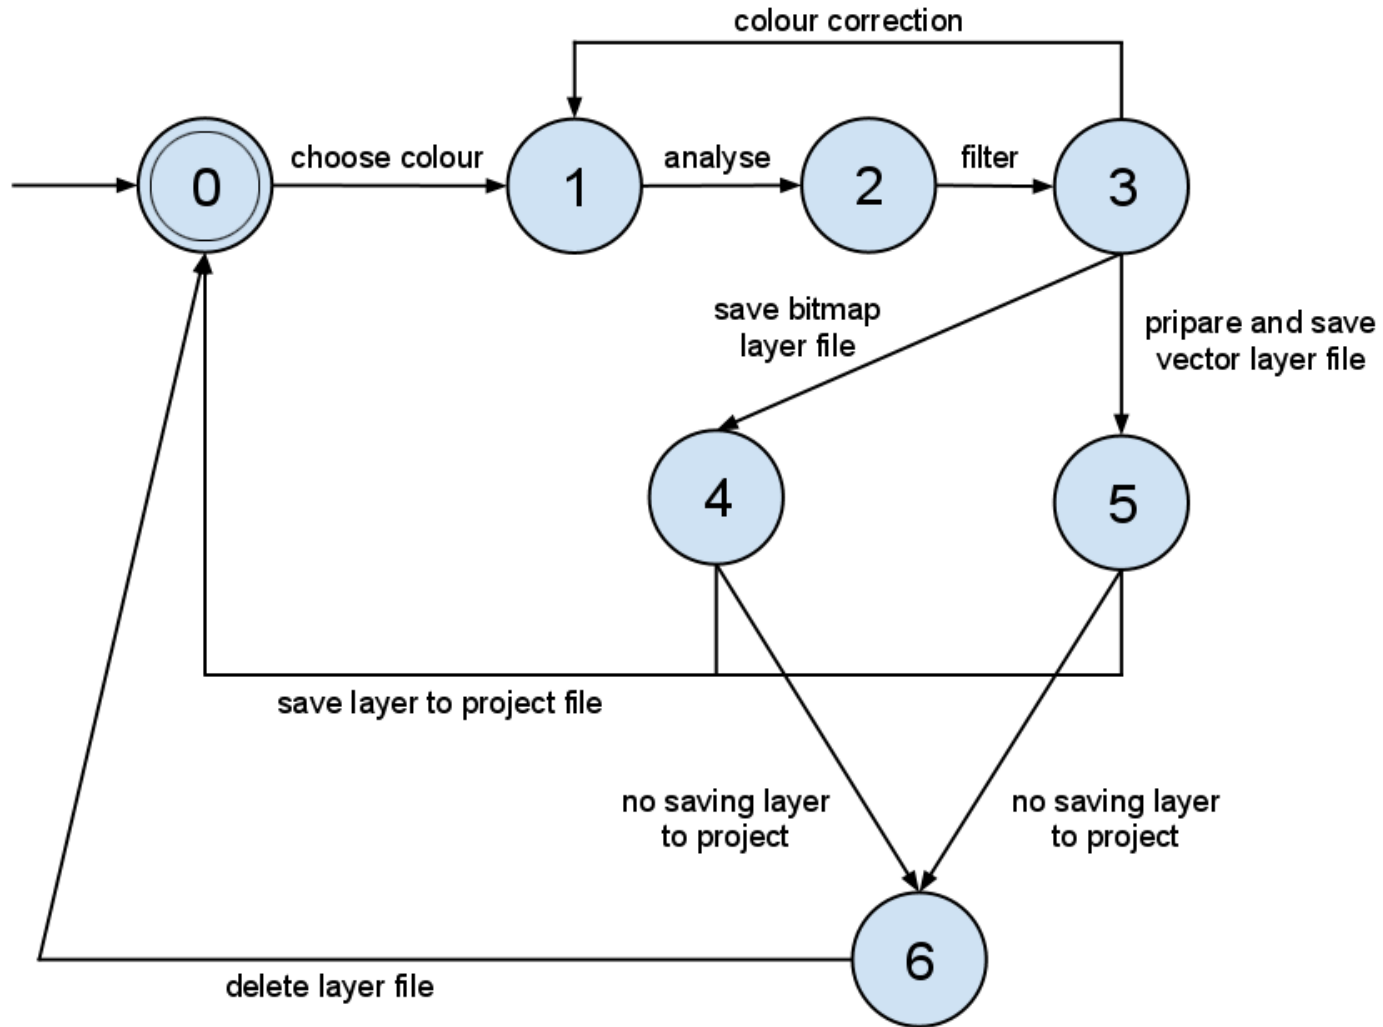 colour correction
choose colour
analyse
filter
0
1
2
3
save bitmap
layer file
pripare and save
vector layer file
4
5
save layer to project file
no saving layer
to project
no saving layer
to project
6
delete layer file